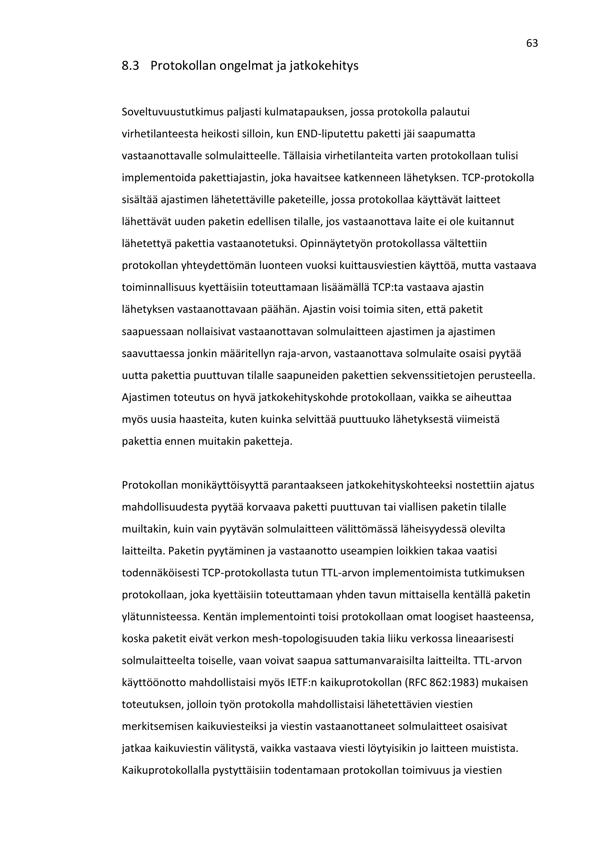 63
8.3 Protokollan ongelmat ja jatkokehitys
Soveltuvuustutkimus paljasti kulmatapauksen, jossa protokolla palautui
virhetilanteesta heikosti silloin, kun END-liputettu paketti jäi saapumatta
vastaanottavalle solmulaitteelle. Tällaisia virhetilanteita varten protokollaan tulisi
implementoida pakettiajastin, joka havaitsee katkenneen lähetyksen. TCP-protokolla
sisältää ajastimen lähetettäville paketeille, jossa protokollaa käyttävät laitteet
lähettävät uuden paketin edellisen tilalle, jos vastaanottava laite ei ole kuitannut
lähetettyä pakettia vastaanotetuksi. Opinnäytetyön protokollassa vältettiin
protokollan yhteydettömän luonteen vuoksi kuittausviestien käyttöä, mutta vastaava
toiminnallisuus kyettäisiin toteuttamaan lisäämällä TCP:ta vastaava ajastin
lähetyksen vastaanottavaan päähän. Ajastin voisi toimia siten, että paketit
saapuessaan nollaisivat vastaanottavan solmulaitteen ajastimen ja ajastimen
saavuttaessa jonkin määritellyn raja-arvon, vastaanottava solmulaite osaisi pyytää
uutta pakettia puuttuvan tilalle saapuneiden pakettien sekvenssitietojen perusteella.
Ajastimen toteutus on hyvä jatkokehityskohde protokollaan, vaikka se aiheuttaa
myös uusia haasteita, kuten kuinka selvittää puuttuuko lähetyksestä viimeistä
pakettia ennen muitakin paketteja.
Protokollan monikäyttöisyyttä parantaakseen jatkokehityskohteeksi nostettiin ajatus
mahdollisuudesta pyytää korvaava paketti puuttuvan tai viallisen paketin tilalle
muiltakin, kuin vain pyytävän solmulaitteen välittömässä läheisyydessä olevilta
laitteilta. Paketin pyytäminen ja vastaanotto useampien loikkien takaa vaatisi
todennäköisesti TCP-protokollasta tutun TTL-arvon implementoimista tutkimuksen
protokollaan, joka kyettäisiin toteuttamaan yhden tavun mittaisella kentällä paketin
ylätunnisteessa. Kentän implementointi toisi protokollaan omat loogiset haasteensa,
koska paketit eivät verkon mesh-topologisuuden takia liiku verkossa lineaarisesti
solmulaitteelta toiselle, vaan voivat saapua sattumanvaraisilta laitteilta. TTL-arvon
käyttöönotto mahdollistaisi myös IETF:n kaikuprotokollan (RFC 862:1983) mukaisen
toteutuksen, jolloin työn protokolla mahdollistaisi lähetettävien viestien
merkitsemisen kaikuviesteiksi ja viestin vastaanottaneet solmulaitteet osaisivat
jatkaa kaikuviestin välitystä, vaikka vastaava viesti löytyisikin jo laitteen muistista.
Kaikuprotokollalla pystyttäisiin todentamaan protokollan toimivuus ja viestien